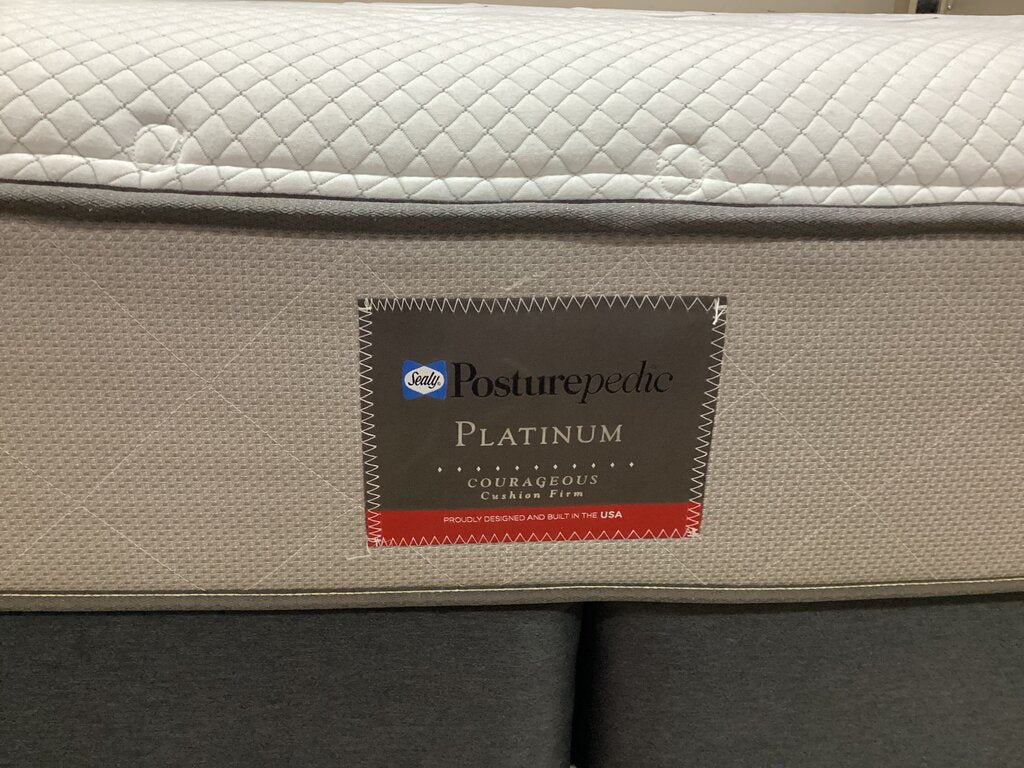 Sealy Posturepedic
PLATINUM
COURAGEOUS
Cushion Firm
PROUDLY DESIGNED AND BUILT IN THE USA